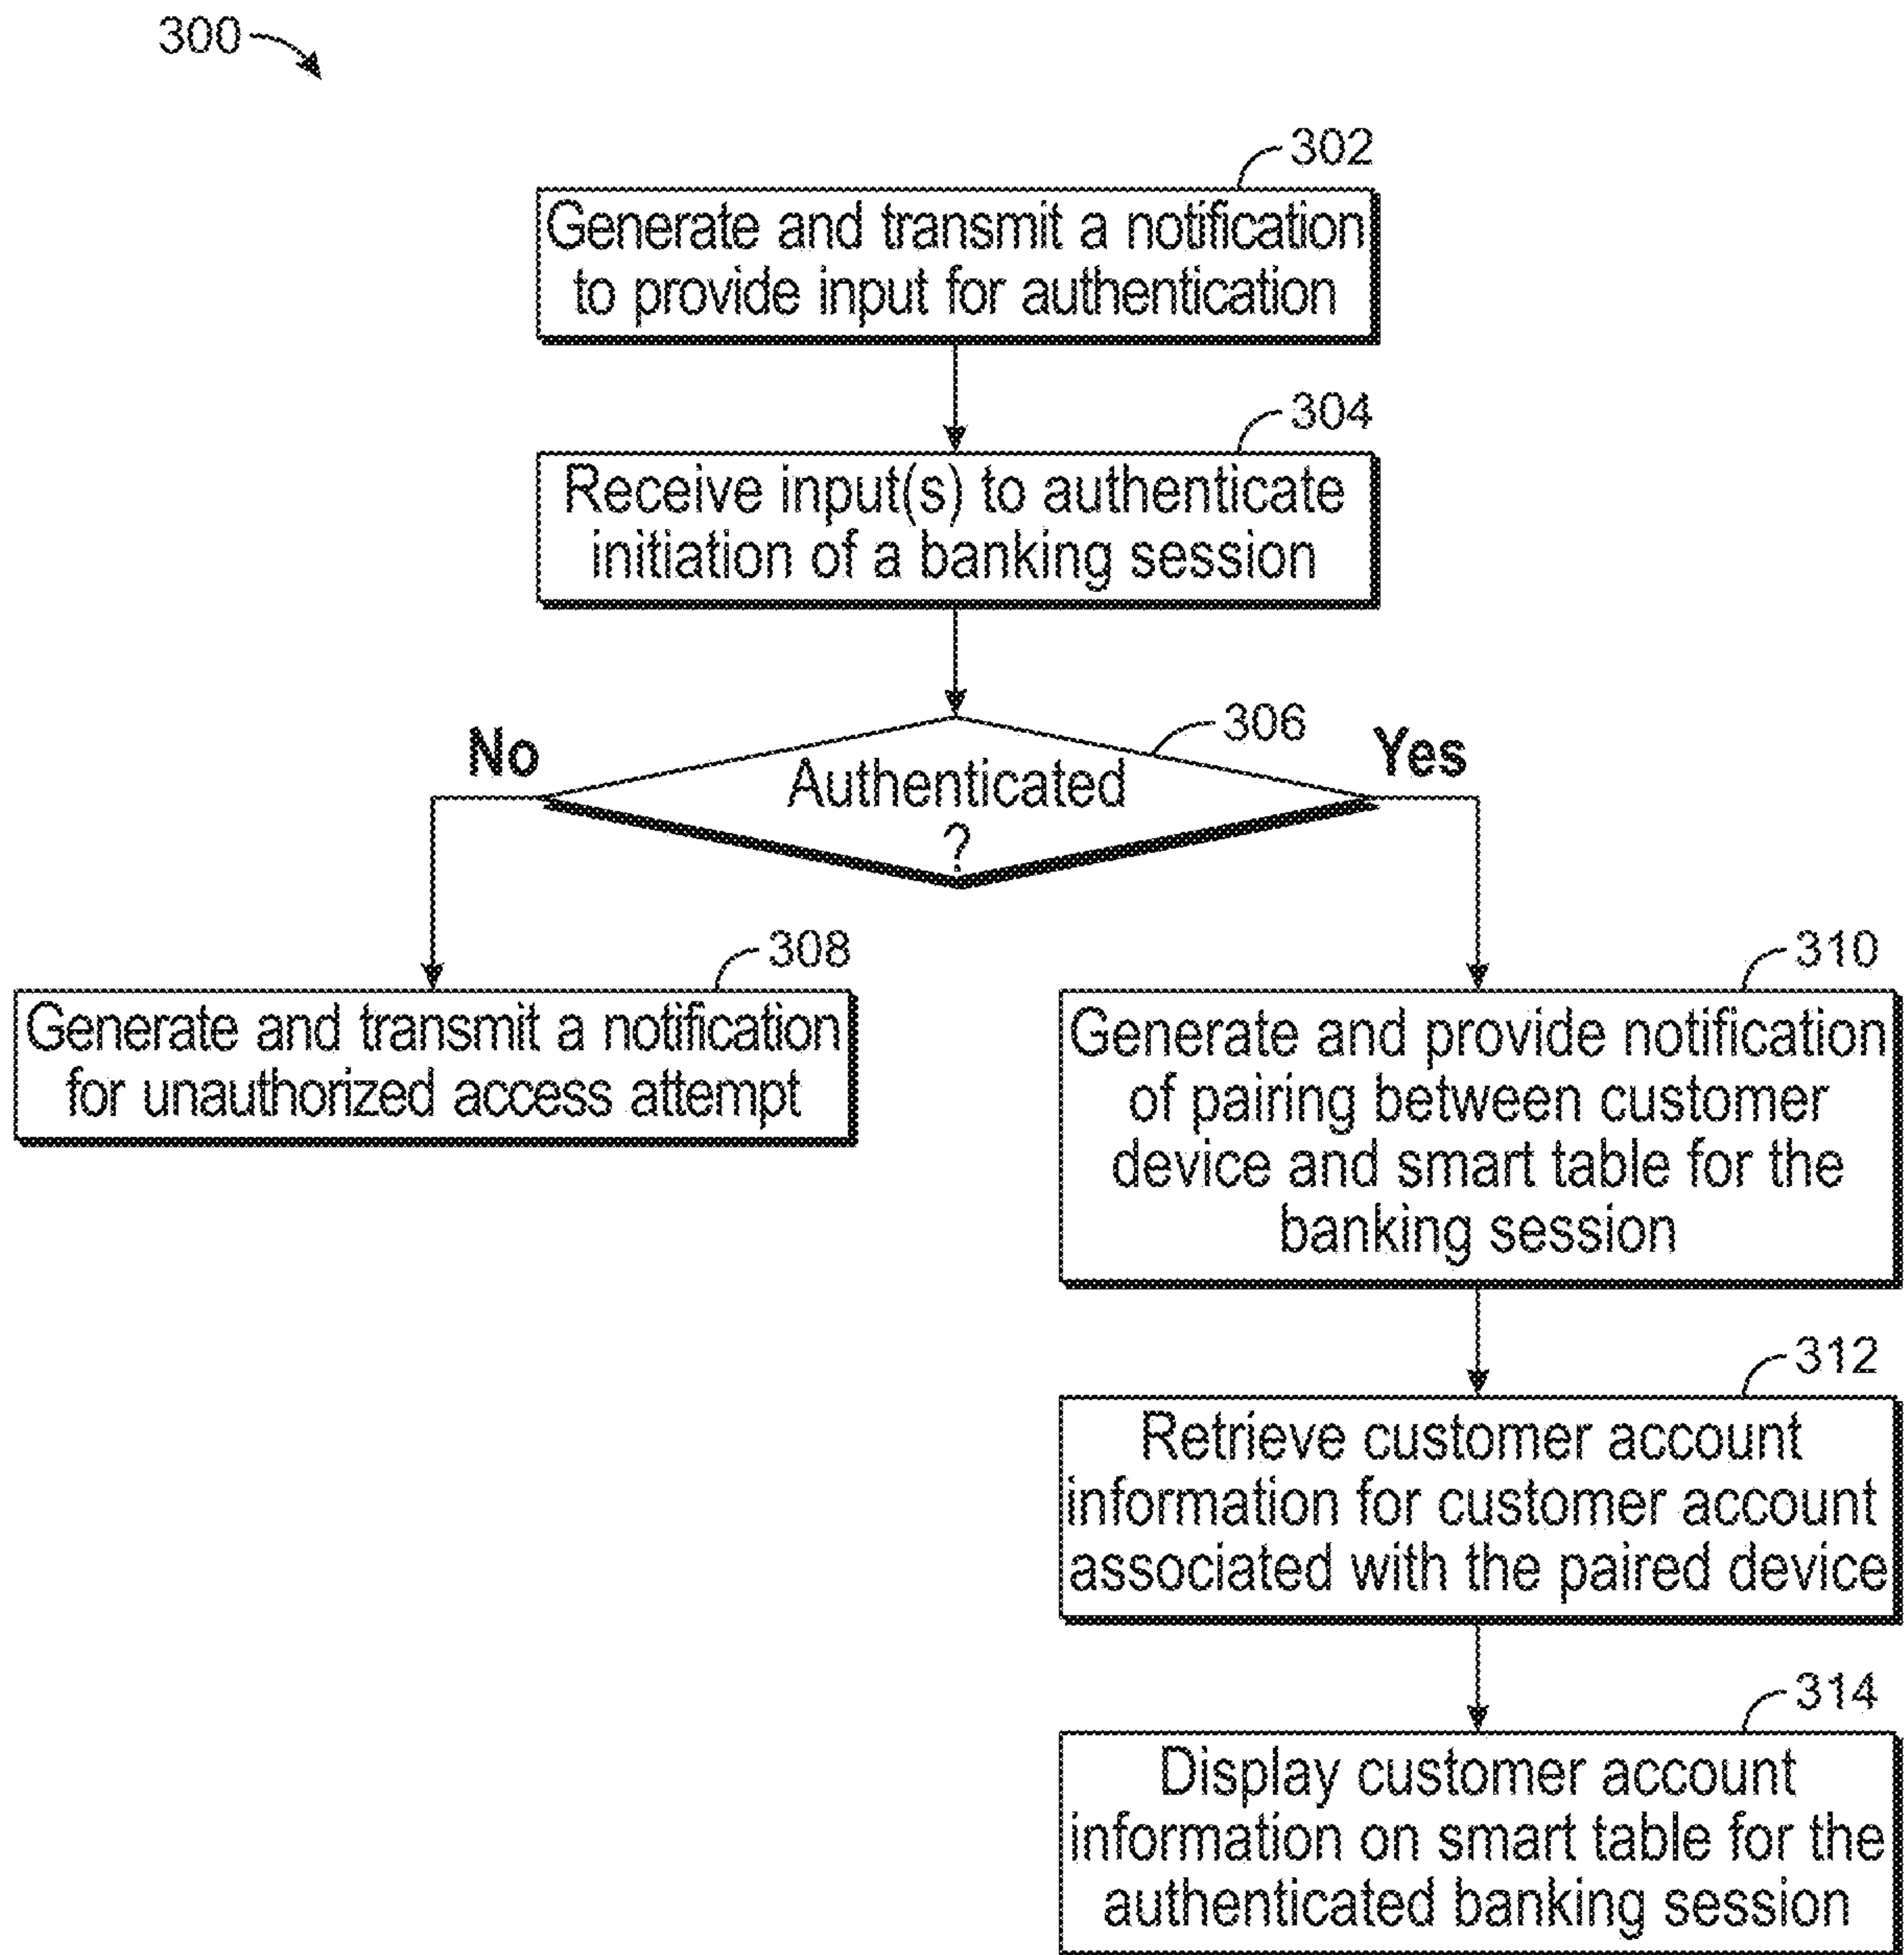 300
302
Generate and transmit a notification
to provide input for authentication
304
Receive input(s) to authenticate
initiation of a banking session
306
No
Yes
Authenticated
?
308
Generate and transmit a notification
for unauthorized access attempt
310
Generate and provide notification
of pairing between customer
device and smart table for the
banking session
312
Retrieve customer account
information for customer account
associated with the paired device
314
Display customer account
information on smart table for the
authenticated banking session